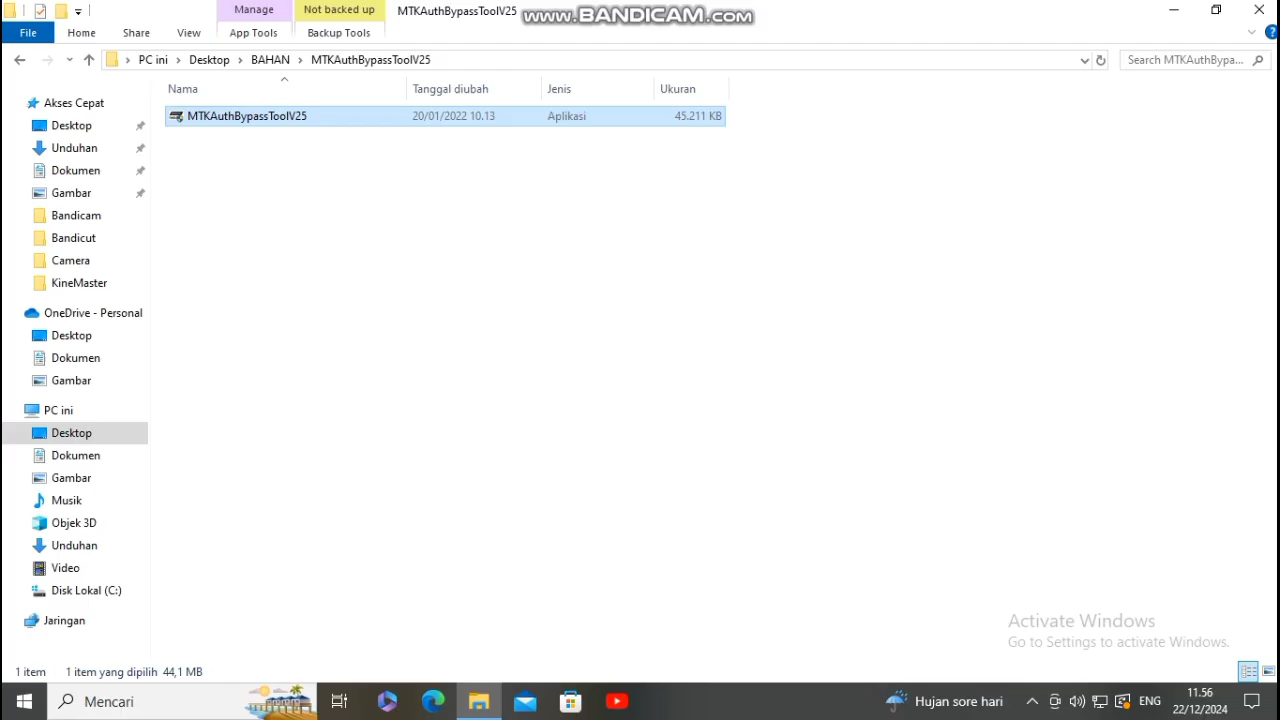 Manage
Not backed up
MTKAuthBypassToolV25
www.BANDICAM.com
File
Home
Share
View
App Tools
Backup Tools
PC ini
Desktop
BAHAN
MTKAuthBypassToolV25
Search MTKAuthBypa...
Nama
Tanggal diubah
Jenis
Ukuran
MTKAuthBypassToolV25
20/01/2022 10.13
Aplikasi
45.211 KB
Akses Cepat
Desktop
Unduhan
Dokumen
Gambar
Bandicam
Bandicut
Camera
KineMaster
OneDrive - Personal
Desktop
Dokumen
Gambar
PC ini
Desktop
Dokumen
Gambar
Musik
Objek 3D
Unduhan
Video
Disk Lokal (C:)
Jaringan
Activate Windows
Go to Settings to activate Windows.
1 item
1 item yang dipilih 44,1 MB
Mencari
Hujan sore hari
ENG
11.56
22/12/2024